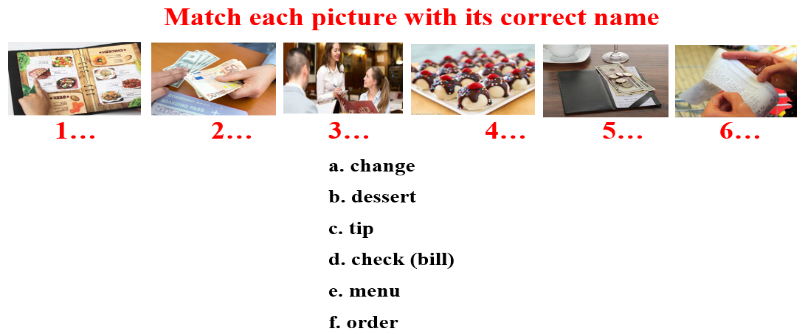 Match each picture with its correct name
1... 2... 3... 4... 5... 6...
a. change
b. dessert
c. tip
d. check (bill)
e. menu
f. order